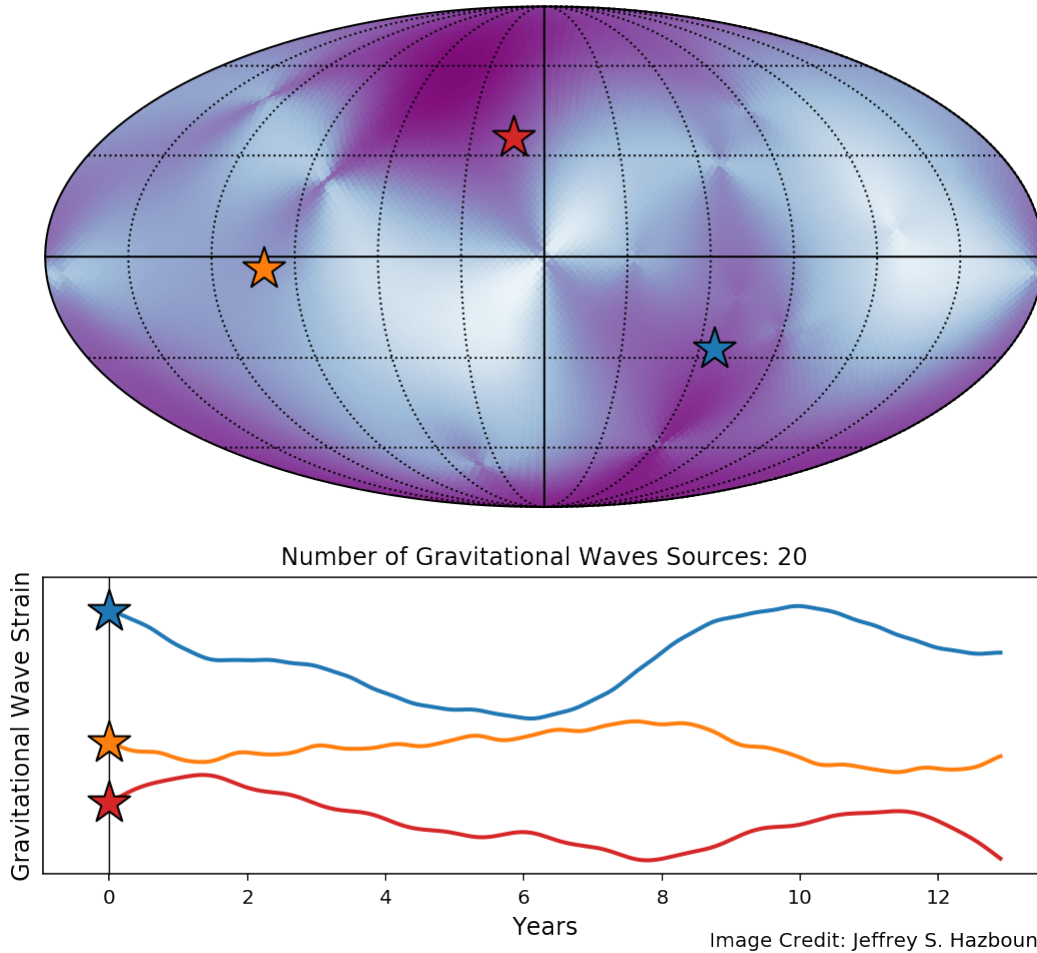 Number of Gravitational Waves Sources: 20
Gravitational Wave Strain
0 2 4 6 8 10 12
Years
Image Credit: Jeffrey S. Hazboun